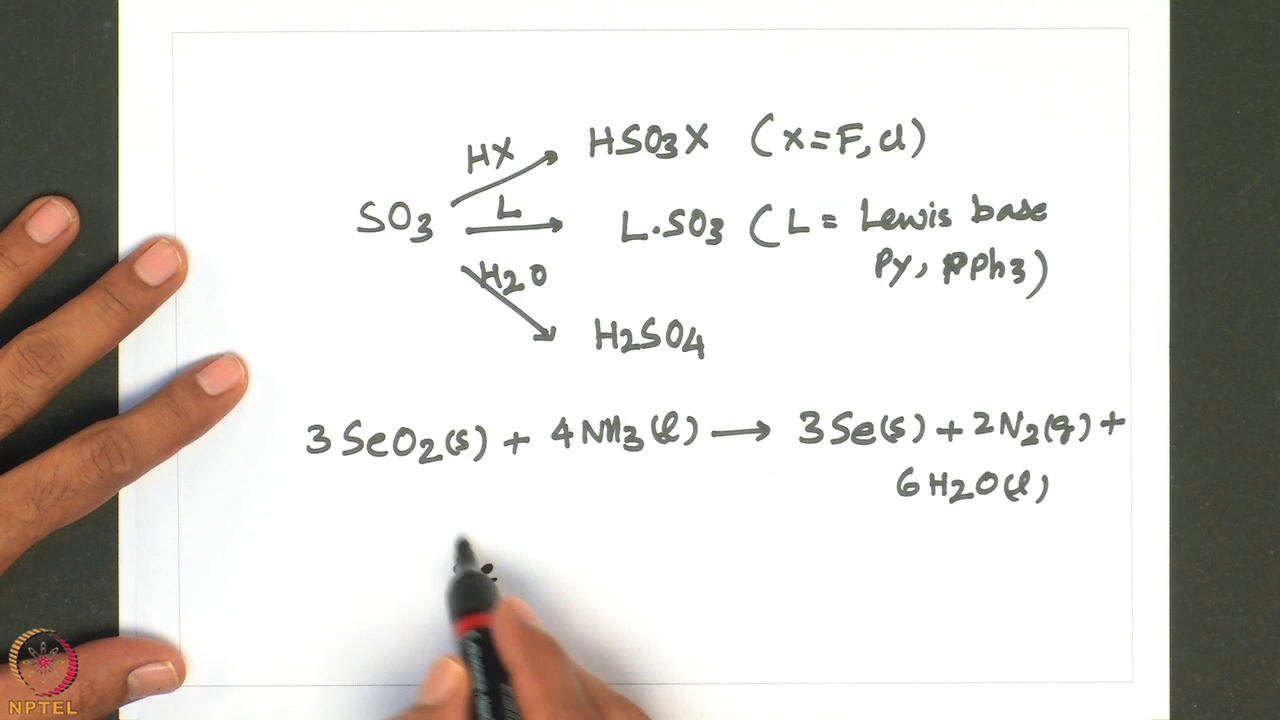 HX HSO3X (X=F, Cl)
SO3 L L.SO3 (L = Lewis base
Py, PPh3)
H2O
H2SO4
3SeO2(s) + 4NH3(l) ⟶ 3Se(s) + 2N2(g) +
6H2O(l)
NPTEL